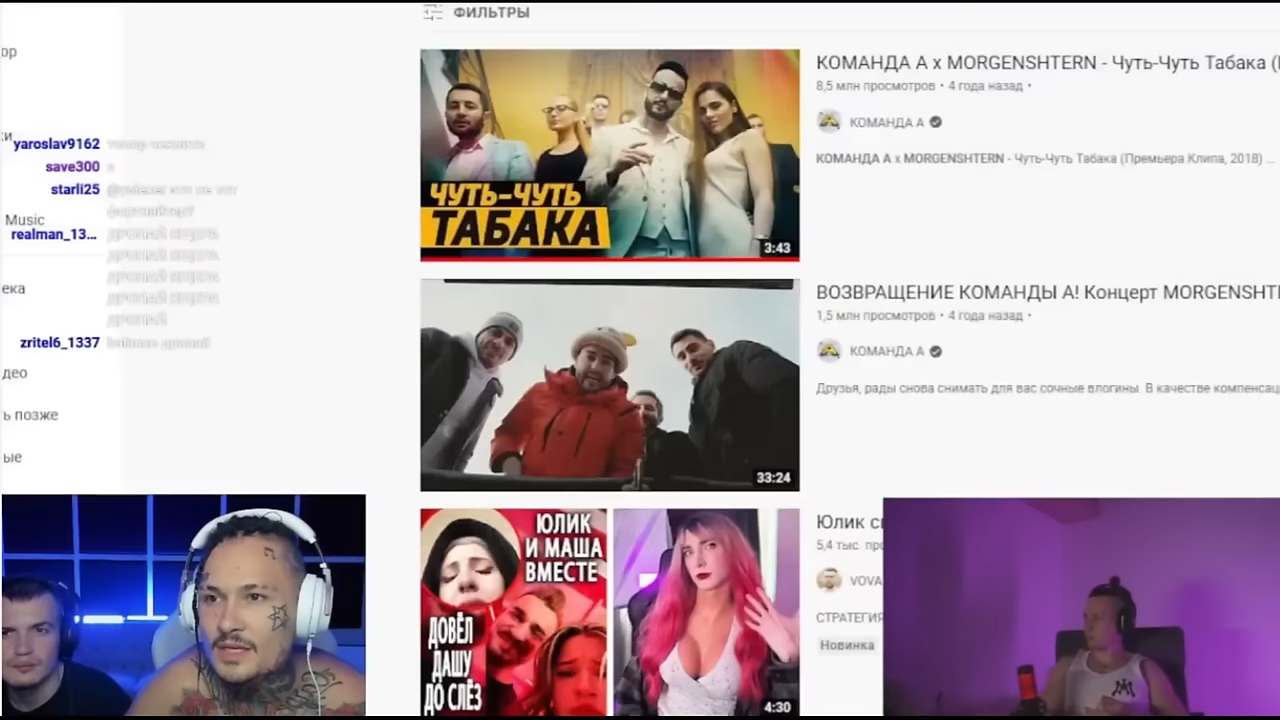 ФИЛЬТРЫ
ор
ки
yaroslav9162
save300
starli25
Music
realman_13...
ДРОПАЙ
ека
zritel6_1337
део
ь позже
ые
ЧУТЬ-ЧУТЬ
ТАБАКА
3:43
КОМАНДА А x MORGENSHTERN - Чуть-Чуть Табака (
8,5 млн просмотров • 4 года назад •
КОМАНДА А
КОМАНДА А x MORGENSHTERN - Чуть-Чуть Табака (Премьера Клипа, 2018) ...
33:24
ВОЗВРАЩЕНИЕ КОМАНДЫ А! Концерт MORGENSHT
1,5 млн просмотров • 4 года назад •
КОМАНДА А
Друзья, рады снова снимать для вас сочные влогины. В качестве компенсац
ЮЛИК
И МАША
ВМЕСТЕ
ДОВЁЛ
ДАШУ
ДО СЛЁЗ
4:30
Юлик с
5,4 тыс. про
VOVA
СТРАТЕГИЯ
Новинка